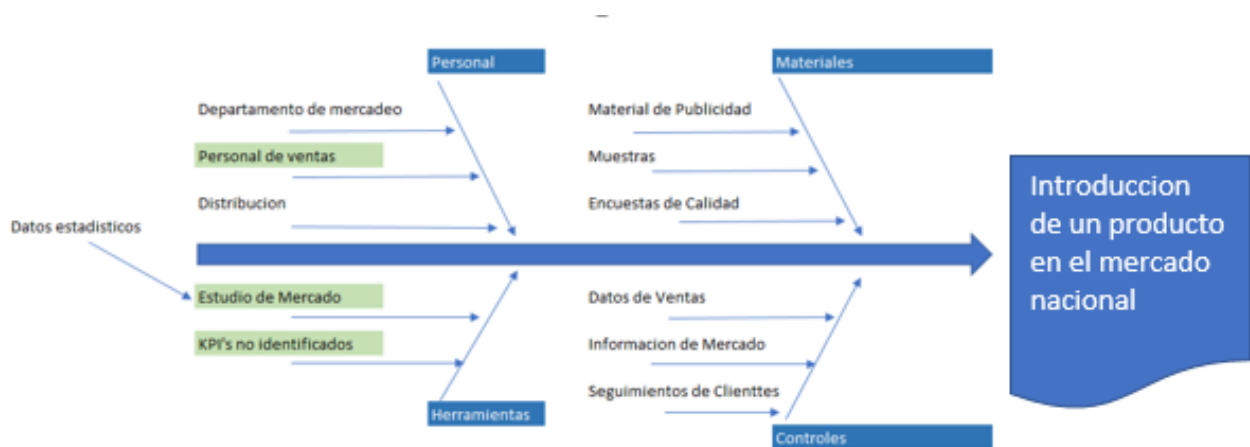 Personal
Materiales
Departamento de mercadeo
Material de Publicidad
Personal de ventas
Muestras
Distribucion
Encuestas de Calidad
Datos estadísticos
Introduccion
de un producto
en el mercado
nacional
Estudio de Mercado
Datos de Ventas
KPI's no identificados
Informacion de Mercado
Seguimientos de Clienttes
Herramientas
Controles